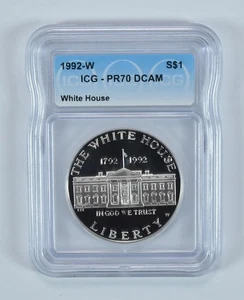 1992-W S$1
ICG - PR70 DCAM
White House
THE WHITE HOUSE
1792 1992
IN GOD WE TRUST
W
LIBERTY